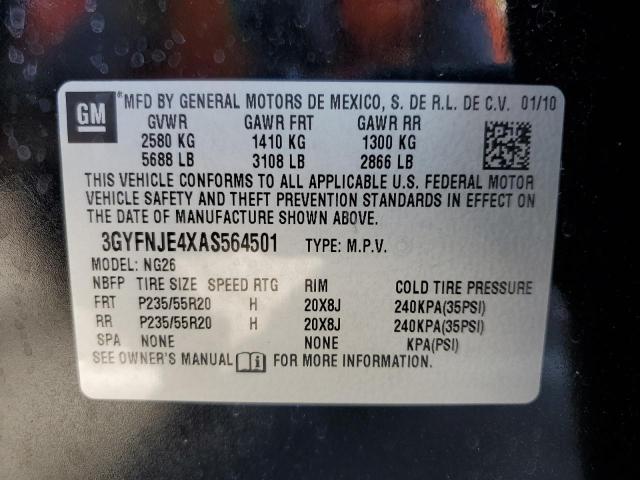 GM ® MFD BY GENERAL MOTORS DE MEXICO, S. DE R.L. DE C.V. 01/10
GVWR GAWR FRT GAWR RR
2580 KG 1410 KG 1300 KG
5688 LB 3108 LB 2866 LB
THIS VEHICLE CONFORMS TO ALL APPLICABLE U.S. FEDERAL MOTOR
VEHICLE SAFETY AND THEFT PREVENTION STANDARDS IN EFFECT ON
THE DATE OF MANUFACTURE SHOWN ABOVE.
3GYFNJE4XAS564501 TYPE: M.P.V.
MODEL: NG26
NBFP TIRE SIZE SPEED RTG RIM COLD TIRE PRESSURE
FRT P235/55R20 H 20X8J 240KPA(35PSI)
RR P235/55R20 H 20X8J 240KPA(35PSI)
SPA NONE NONE KPA(PSI)
SEE OWNER'S MANUAL i FOR MORE INFORMATION.